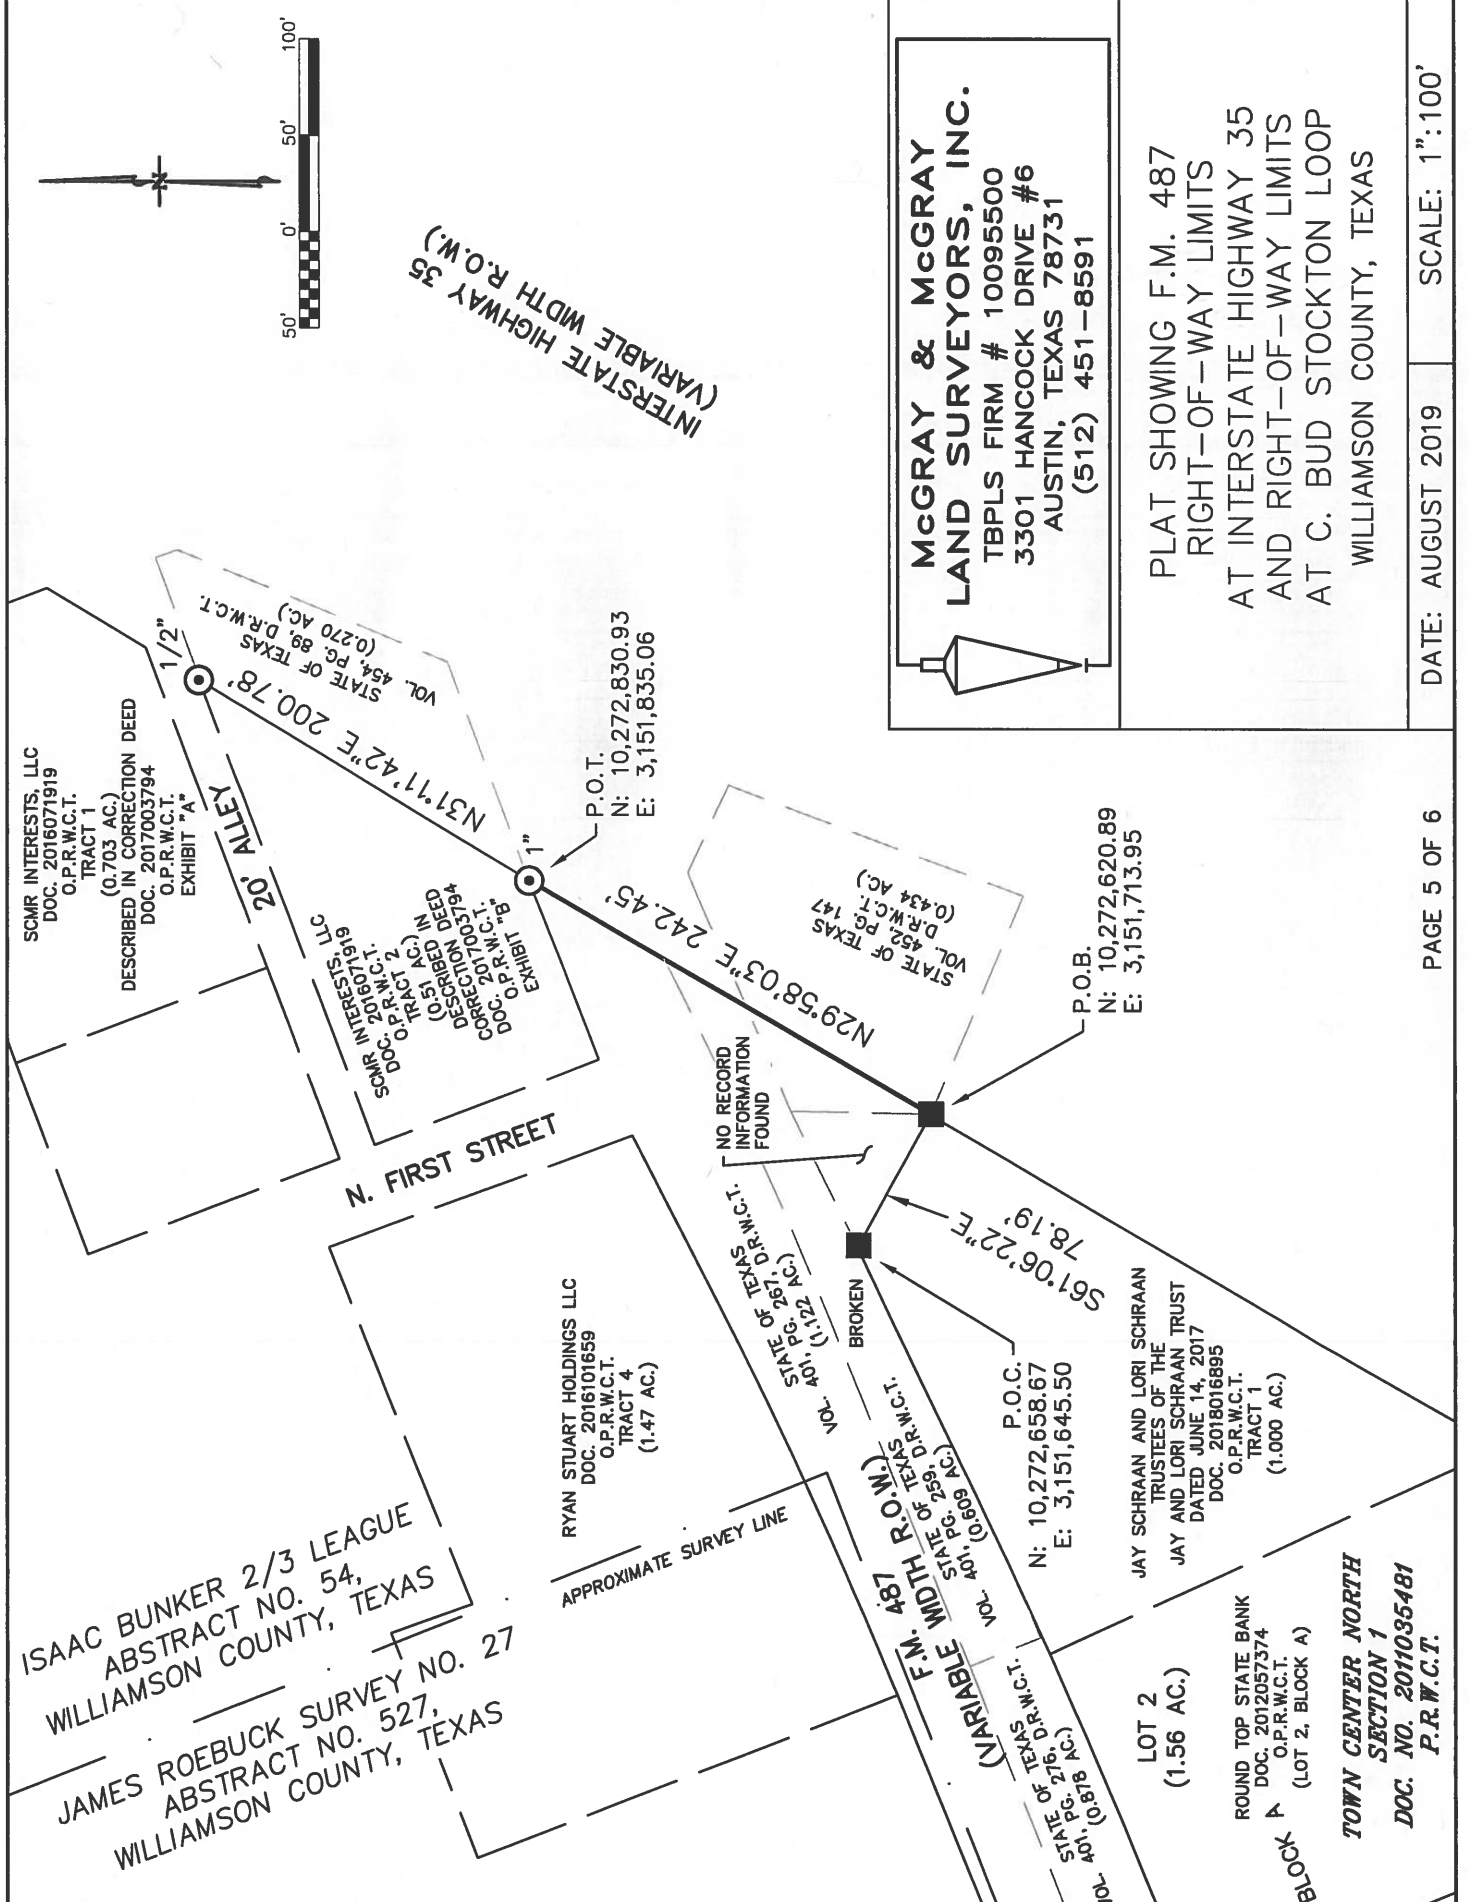 ISAAC BUNKER 2/3 LEAGUE
ABSTRACT NO. 54,
WILLIAMSON COUNTY, TEXAS
JAMES ROEBUCK SURVEY NO. 27
ABSTRACT NO. 527,
WILLIAMSON COUNTY, TEXAS
SCMR INTERESTS, LLC
DOC. 2016071919
O.P.R.W.C.T.
TRACT 1
(0.703 AC.)
DESCRIBED IN CORRECTION DEED
DOC. 2017003794
O.P.R.W.C.T.
EXHIBIT "A"
20' ALLEY
1/2"
50'
0'
50'
100'
N
SCMR INTERESTS, LLC
DOC. 2016071919
O.P.R.W.C.T.
TRACT 2
(0.51 AC.)
DESCRIBED IN
CORRECTION DEED
DOC. 2017003794
O.P.R.W.C.T.
EXHIBIT "B"
N31°11'42"E 200.78'
STATE OF TEXAS
VOL. 454, PG. 89, D.R.W.C.T.
(0.270 AC.)
INTERSTATE HIGHWAY 35
(VARIABLE WIDTH R.O.W.)
N. FIRST STREET
1"
P.O.T.
N: 10,272,830.93
E: 3,151,835.06
RYAN STUART HOLDINGS LLC
DOC. 2016101659
O.P.R.W.C.T.
TRACT 4
(1.47 AC.)
APPROXIMATE SURVEY LINE
N29°58'03"E 242.45'
NO RECORD
INFORMATION
FOUND
STATE OF TEXAS
VOL. 452, PG. 147
D.R.W.C.T.
(0.434 AC.)
STATE OF TEXAS
VOL. 401, PG. 267, D.R.W.C.T.
(1.122 AC.)
BROKEN
F.M. 487
(VARIABLE WIDTH R.O.W.)
STATE OF TEXAS
VOL. 401, PG. 259, D.R.W.C.T.
(0.609 AC.)
STATE OF TEXAS
VOL. 401, PG. 276, D.R.W.C.T.
(0.878 AC.)
S61°06'22"E
78.19'
P.O.C.
N: 10,272,658.67
E: 3,151,645.50
P.O.B.
N: 10,272,620.89
E: 3,151,713.95
JAY SCHRAAN AND LORI SCHRAAN
TRUSTEES OF THE
JAY AND LORI SCHRAAN TRUST
DATED JUNE 14, 2017
DOC. 2018016895
O.P.R.W.C.T.
TRACT 1
(1.000 AC.)
LOT 2
(1.56 AC.)
ROUND TOP STATE BANK
DOC. 2012057374
O.P.R.W.C.T.
(LOT 2, BLOCK A)
BLOCK A
TOWN CENTER NORTH
SECTION 1
DOC. NO. 2011035481
P.R.W.C.T.
McGRAY & McGRAY
LAND SURVEYORS, INC.
TBPLS FIRM # 10095500
3301 HANCOCK DRIVE #6
AUSTIN, TEXAS 78731
(512) 451-8591
PLAT SHOWING F.M. 487
RIGHT-OF-WAY LIMITS
AT INTERSTATE HIGHWAY 35
AND RIGHT-OF-WAY LIMITS
AT C. BUD STOCKTON LOOP
WILLIAMSON COUNTY, TEXAS
DATE: AUGUST 2019
SCALE: 1":100'
PAGE 5 OF 6